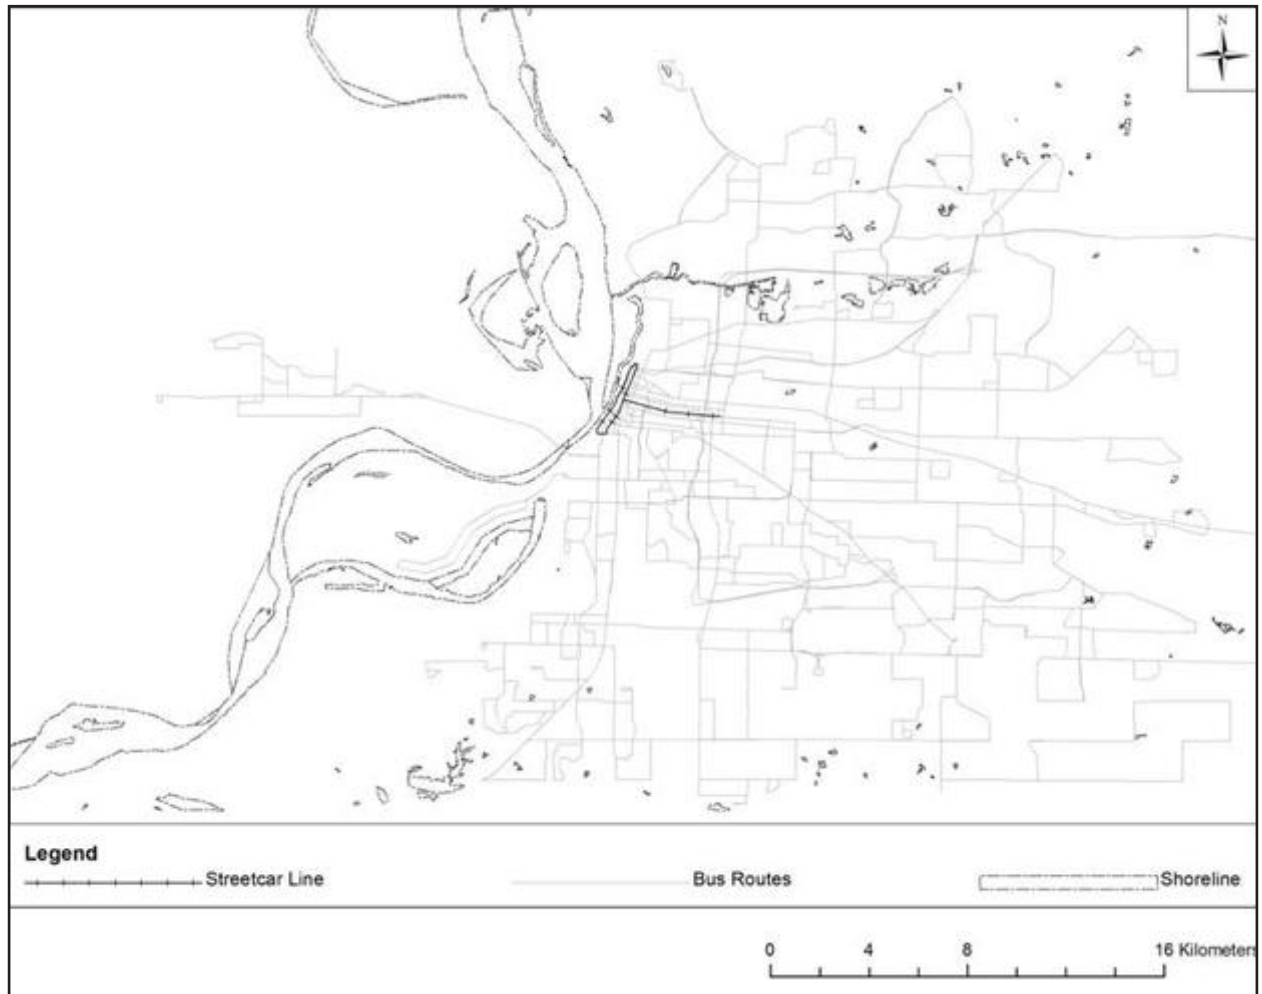 N
Legend
Streetcar Line
Bus Routes
Shoreline
0 4 8 16 Kilometers